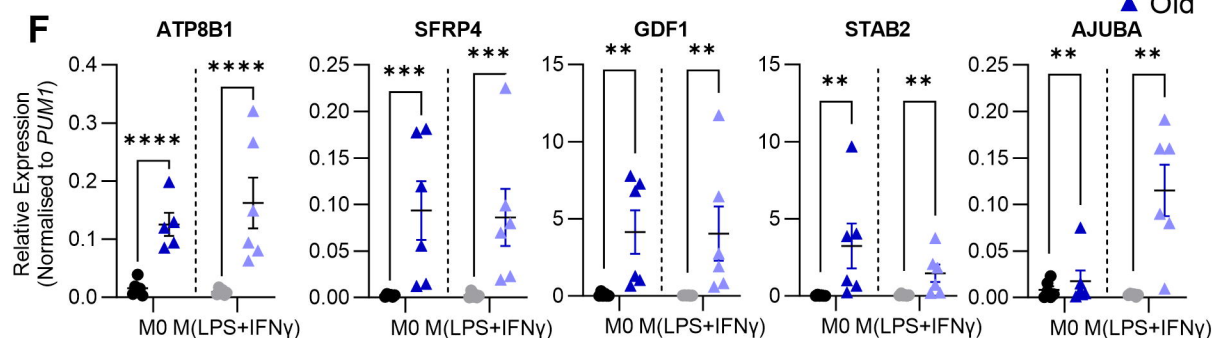 Old
F
ATP8B1
SFRP4
GDF1
STAB2
AJUBA
Relative Expression
(Normalised to PUM1)
0.4
0.3
0.2
0.1
0.0
**** ****
M0 M(LPS+IFNγ)
0.25
0.20
0.15
0.10
0.05
0.00
*** ***
M0 M(LPS+IFNγ)
15
10
5
0
** **
M0 M(LPS+IFNγ)
15
10
5
0
** **
M0 M(LPS+IFNγ)
0.25
0.20
0.15
0.10
0.05
0.00
** **
M0 M(LPS+IFNγ)